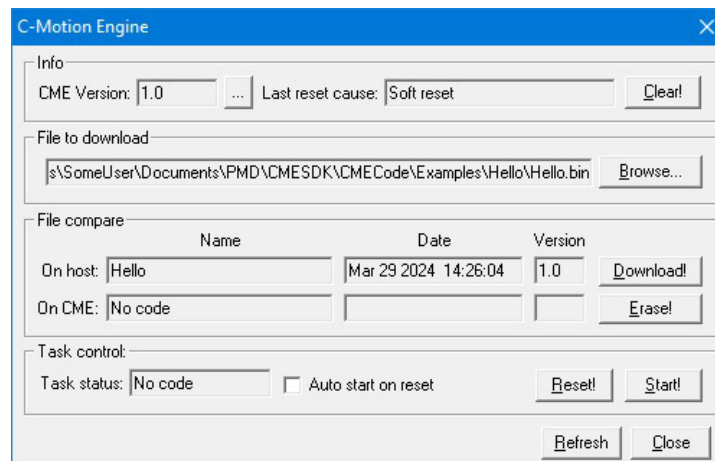 C-Motion Engine
Info
CME Version: 1.0 ... Last reset cause: Soft reset Clear!
File to download
s\SomeUser\Documents\PMD\CMESDK\CMECode\Examples\Hello\Hello.bin Browse...
File compare
Name Date Version
On host: Hello Mar 29 2024 14:26:04 1.0 Download!
On CME: No code Erase!
Task control:
Task status: No code Auto start on reset Reset! Start!
Refresh Close